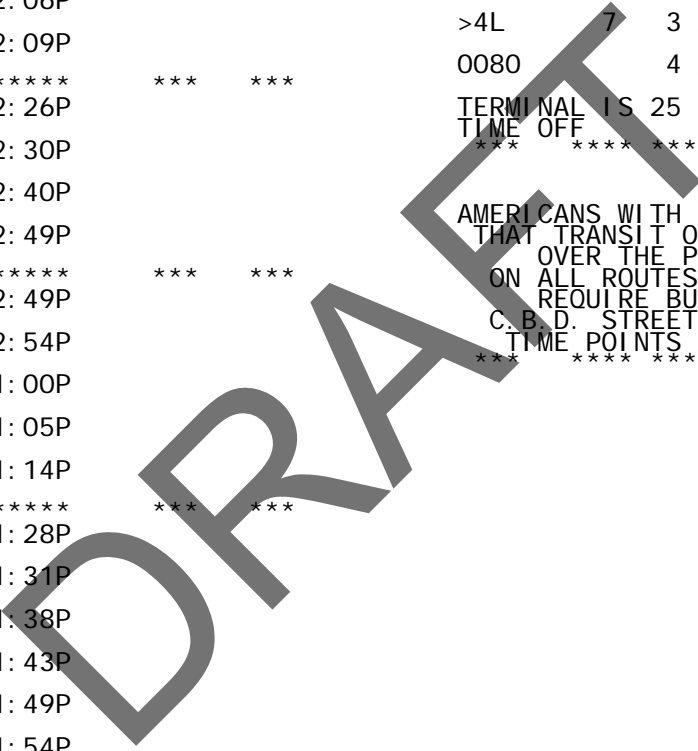 2:06P
2:09P
***** *** ***
2:26P
2:30P
2:40P
2:49P
***** *** ***
2:49P
2:54P
1:00P
1:05P
1:14P
***** *** ***
1:28P
1:31P
1:38P
1:43P
1:49P
1:54P
>4L 7 3
0080 4
TERMINAL IS 25
TIME OFF
*** **** ***
AMERICANS WITH
THAT TRANSIT O
OVER THE P
ON ALL ROUTES
REQUIRE BU
C.B.D. STREET
TIME POINTS
*** **** ***
DRAFT